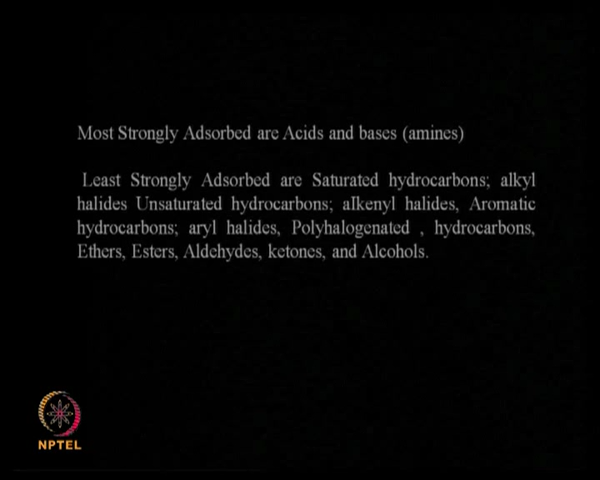 Most Strongly Adsorbed are Acids and bases (amines)
Least Strongly Adsorbed are Saturated hydrocarbons; alkyl
halides Unsaturated hydrocarbons; alkenyl halides, Aromatic
hydrocarbons; aryl halides, Polyhalogenated , hydrocarbons,
Ethers, Esters, Aldehydes, ketones, and Alcohols.
NPTEL